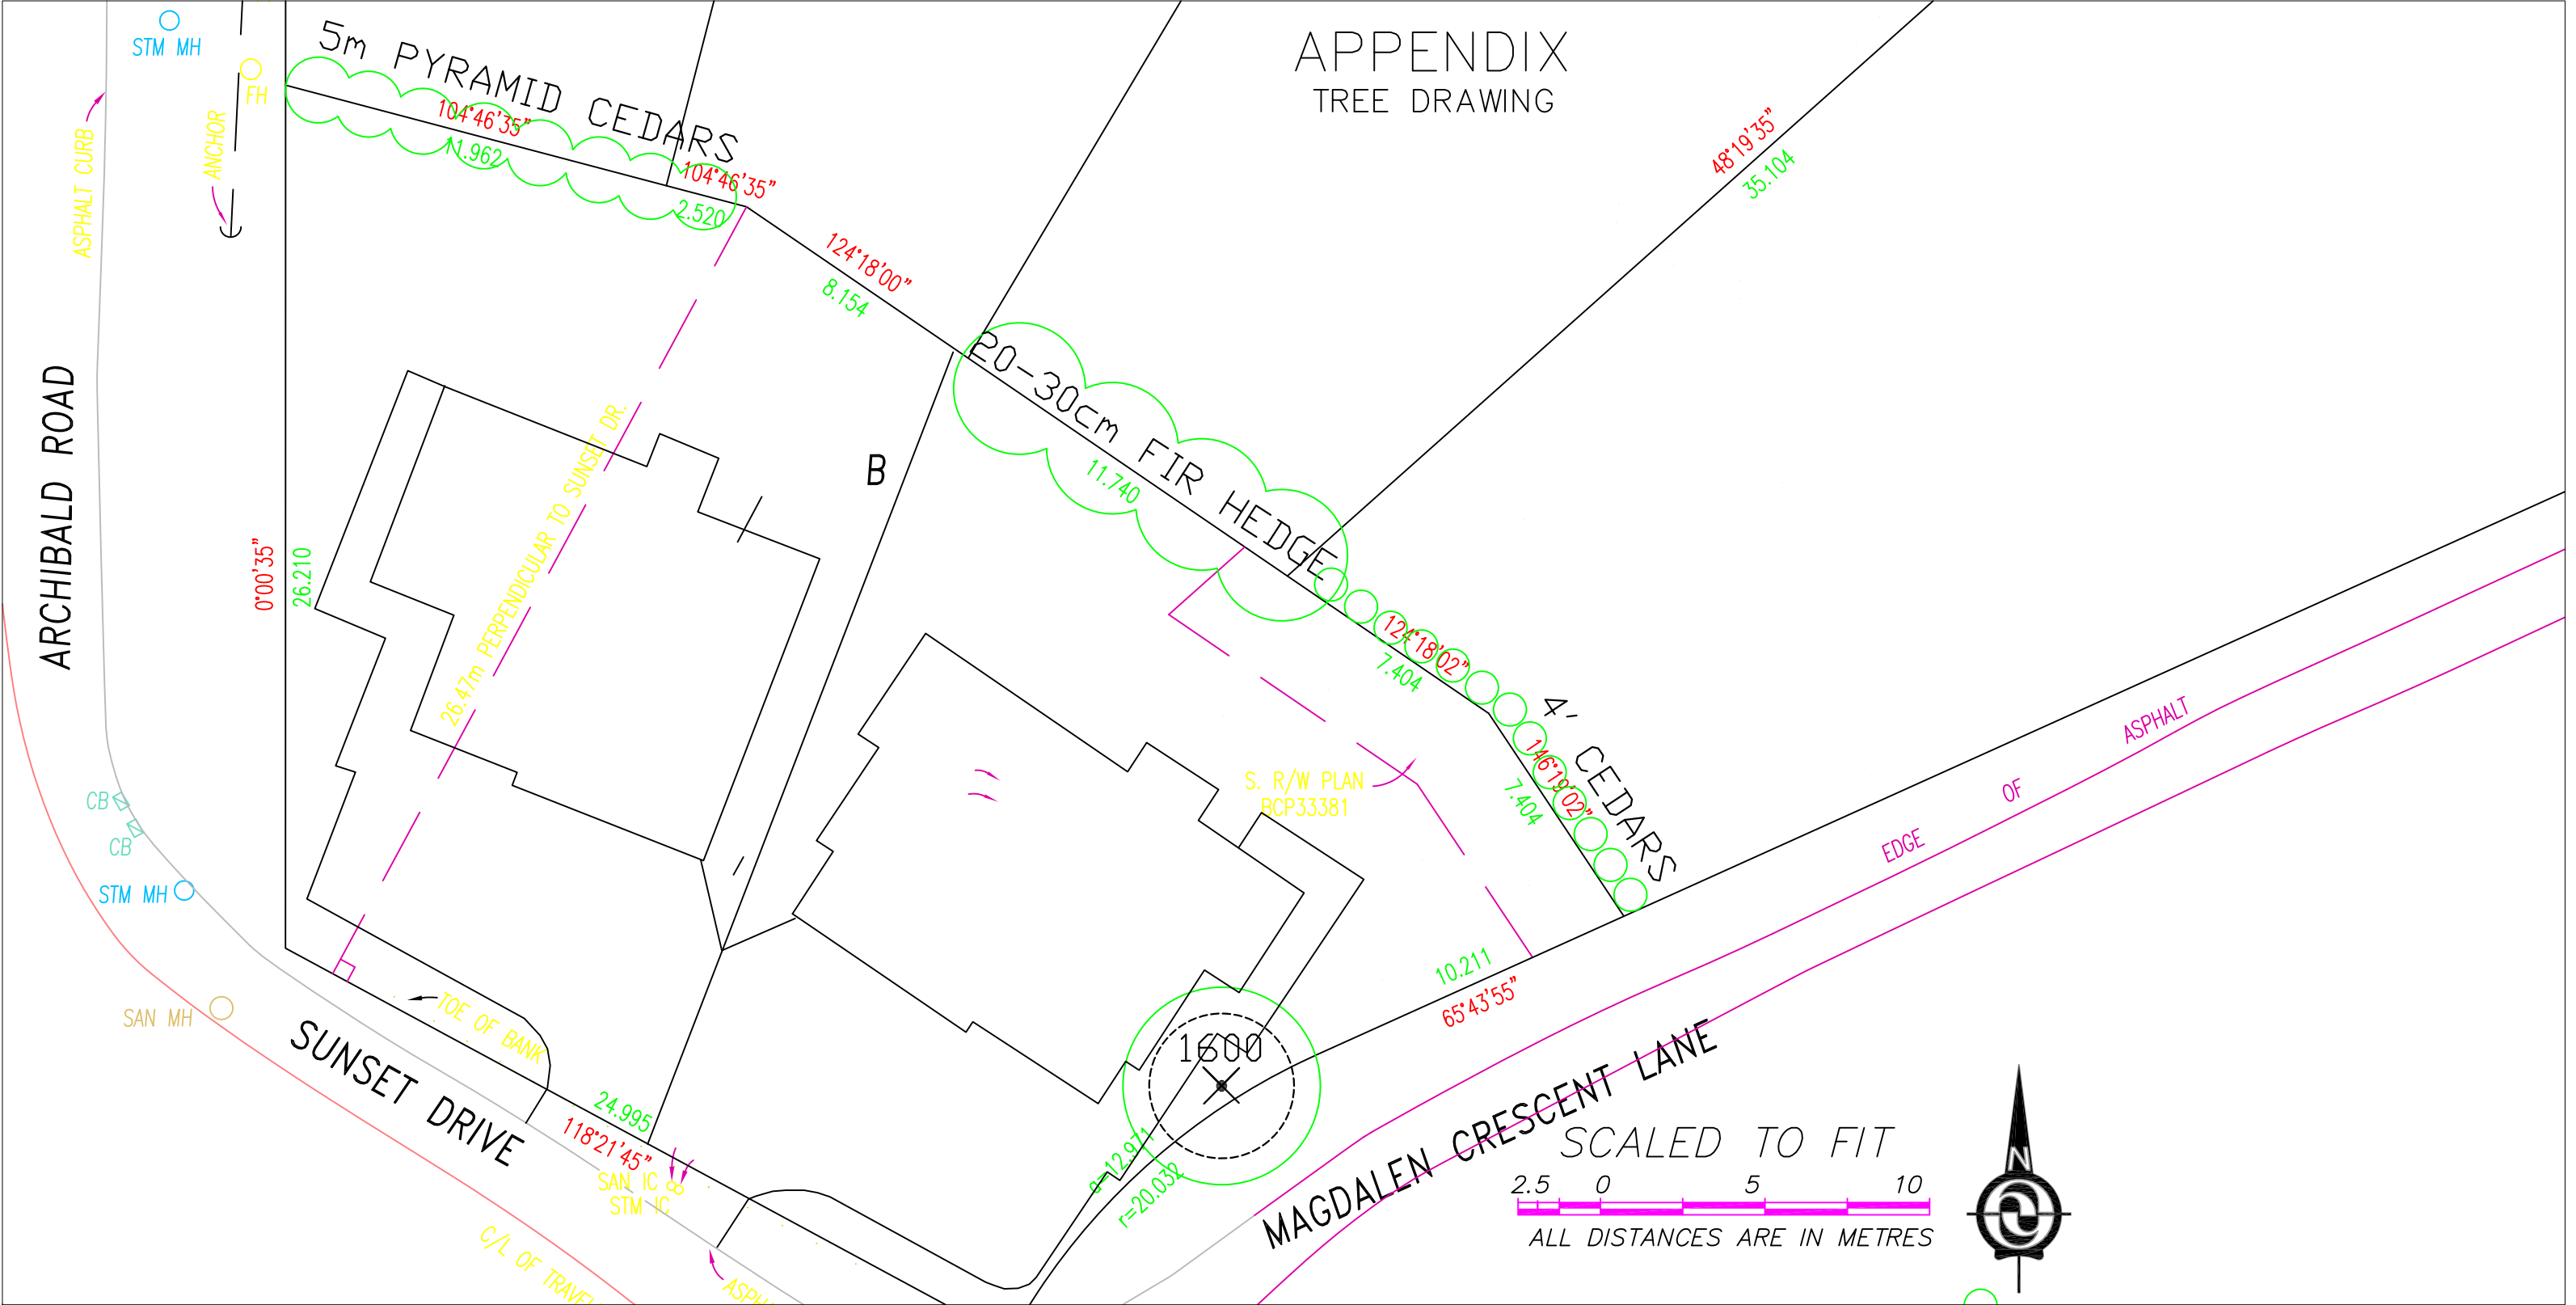 APPENDIX
TREE DRAWING
STM MH
FH
5m PYRAMID CEDARS
104°46'35"
11.962
104°46'35"
2.520
ANCHOR
ASPHALT CURB
48°19'35"
35.104
124°18'00"
8.154
20-30cm FIR HEDGE
11.740
ARCHIBALD ROAD
B
26.47m PERPENDICULAR TO SUNSET DR.
0°00'35"
26.210
124°18'02"
7.404
4' CEDARS
146°19'02"
7.404
S. R/W PLAN
BCP33381
EDGE OF ASPHALT
CB
CB
STM MH
SAN MH
10.211
65°43'55"
TOE OF BANK
1600
SUNSET DRIVE
24.995
118°21'45"
SAN IC
STM IC
a=12.971
r=20.032
MAGDALEN CRESCENT LANE
SCALED TO FIT
2.5 0 5 10
ALL DISTANCES ARE IN METRES
N
C/L OF